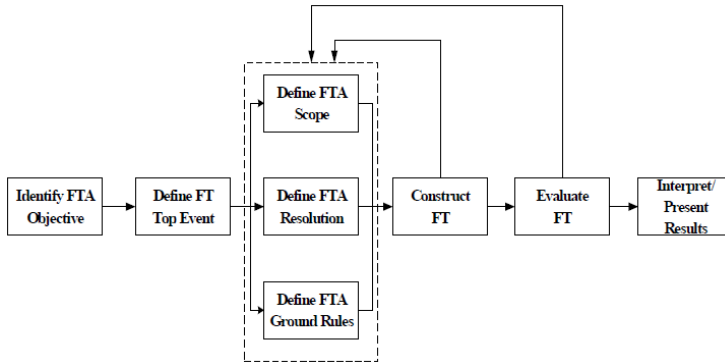 Define FTA
Scope
Identify FTA
Objective
Define FT
Top Event
Define FTA
Resolution
Construct
FT
Evaluate
FT
Interpret/
Present
Results
Define FTA
Ground Rules